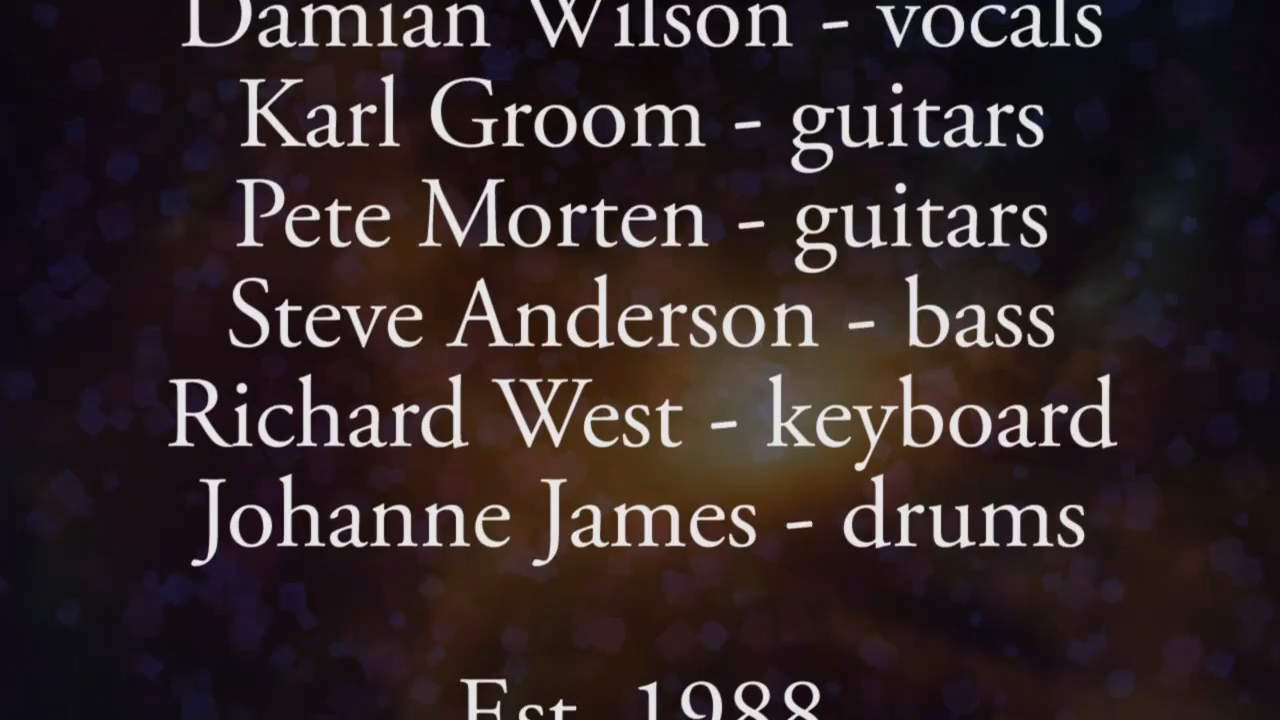 Damian Wilson - vocals
Karl Groom - guitars
Pete Morten - guitars
Steve Anderson - bass
Richard West - keyboard
Johanne James - drums
Est. 1988